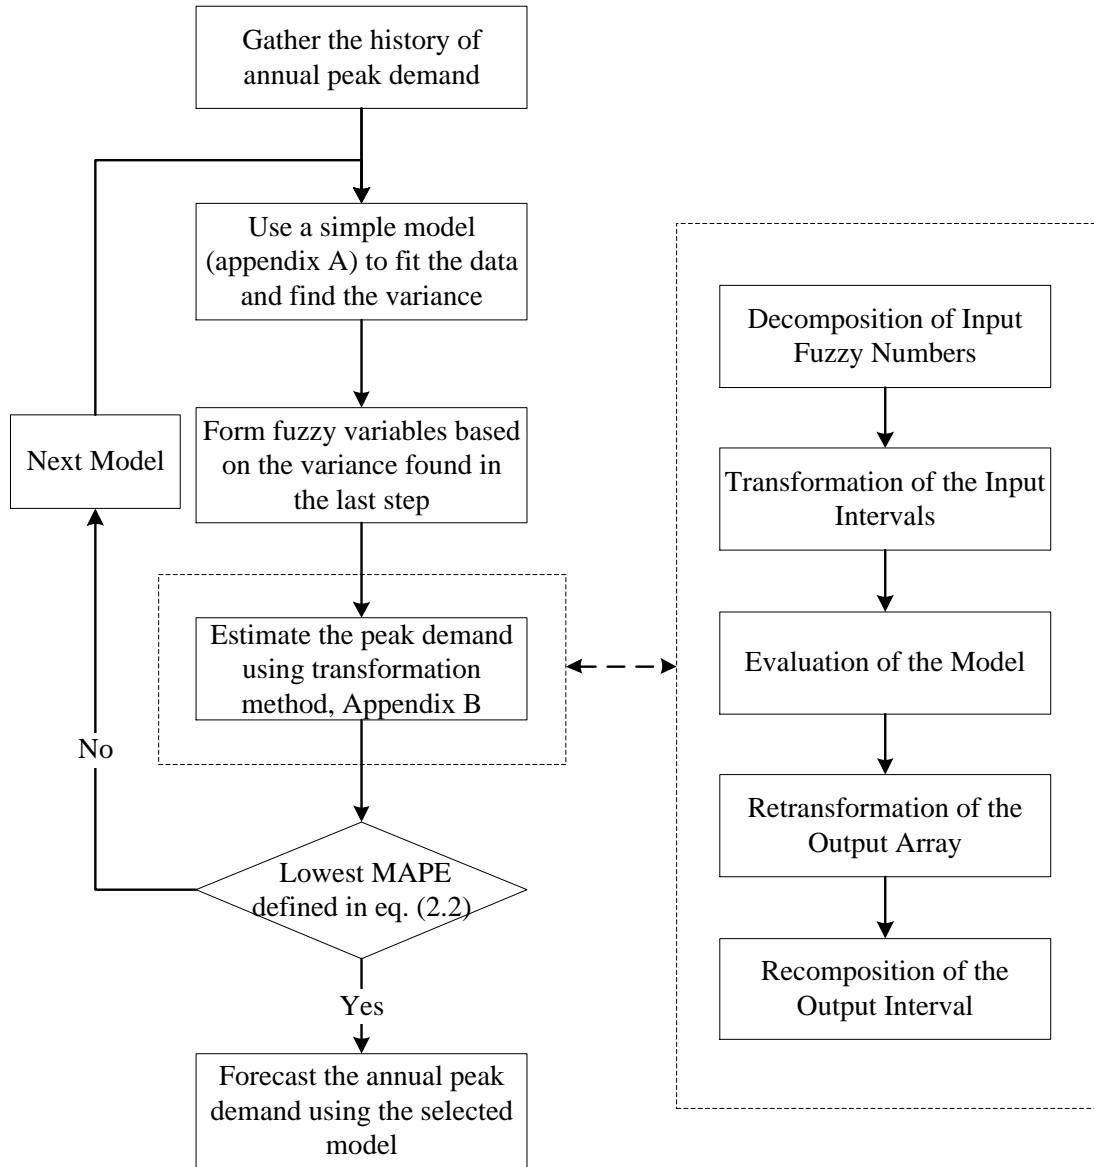 Gather the history of
annual peak demand
Use a simple model
(appendix A) to fit the data
and find the variance
Form fuzzy variables based
on the variance found in
the last step
Next Model
Estimate the peak demand
using transformation
method, Appendix B
No
Lowest MAPE
defined in eq. (2.2)
Yes
Forecast the annual peak
demand using the selected
model
Decomposition of Input
Fuzzy Numbers
Transformation of the Input
Intervals
Evaluation of the Model
Retransformation of the
Output Array
Recomposition of the
Output Interval